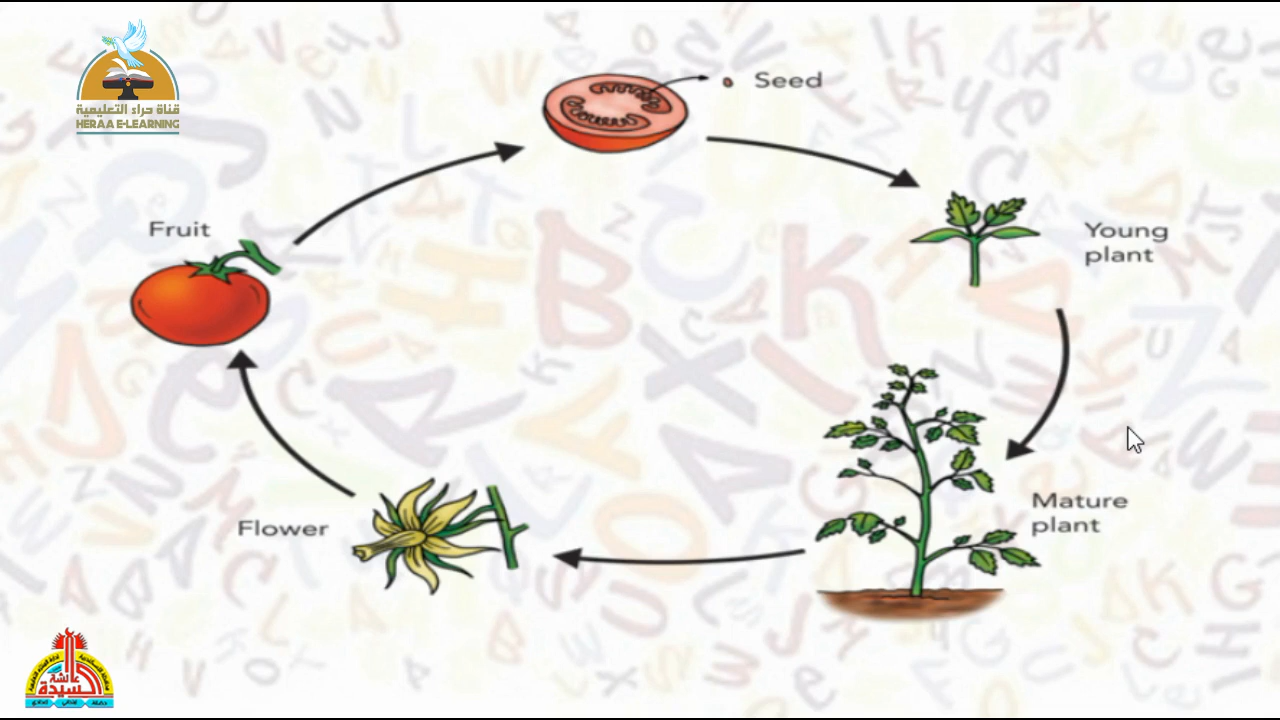 قناة حراء التعليمية
HERAA E-LEARNING
Seed
Fruit
Young
plant
Mature
plant
Flower
عائشة
السيدة